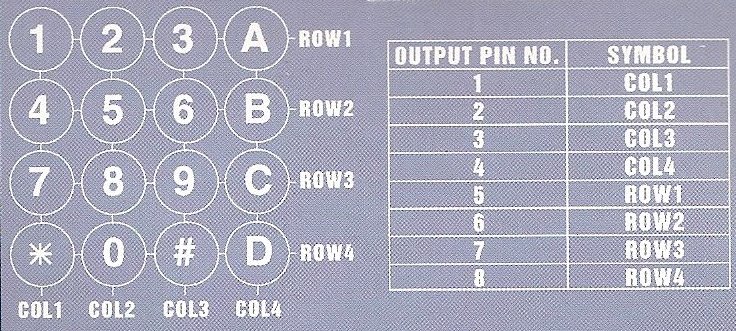 1 2 3 A ROW1
4 5 6 B ROW2
7 8 9 C ROW3
* 0 # D ROW4
COL1 COL2 COL3 COL4
OUTPUT PIN NO. SYMBOL
1 COL1
2 COL2
3 COL3
4 COL4
5 ROW1
6 ROW2
7 ROW3
8 ROW4